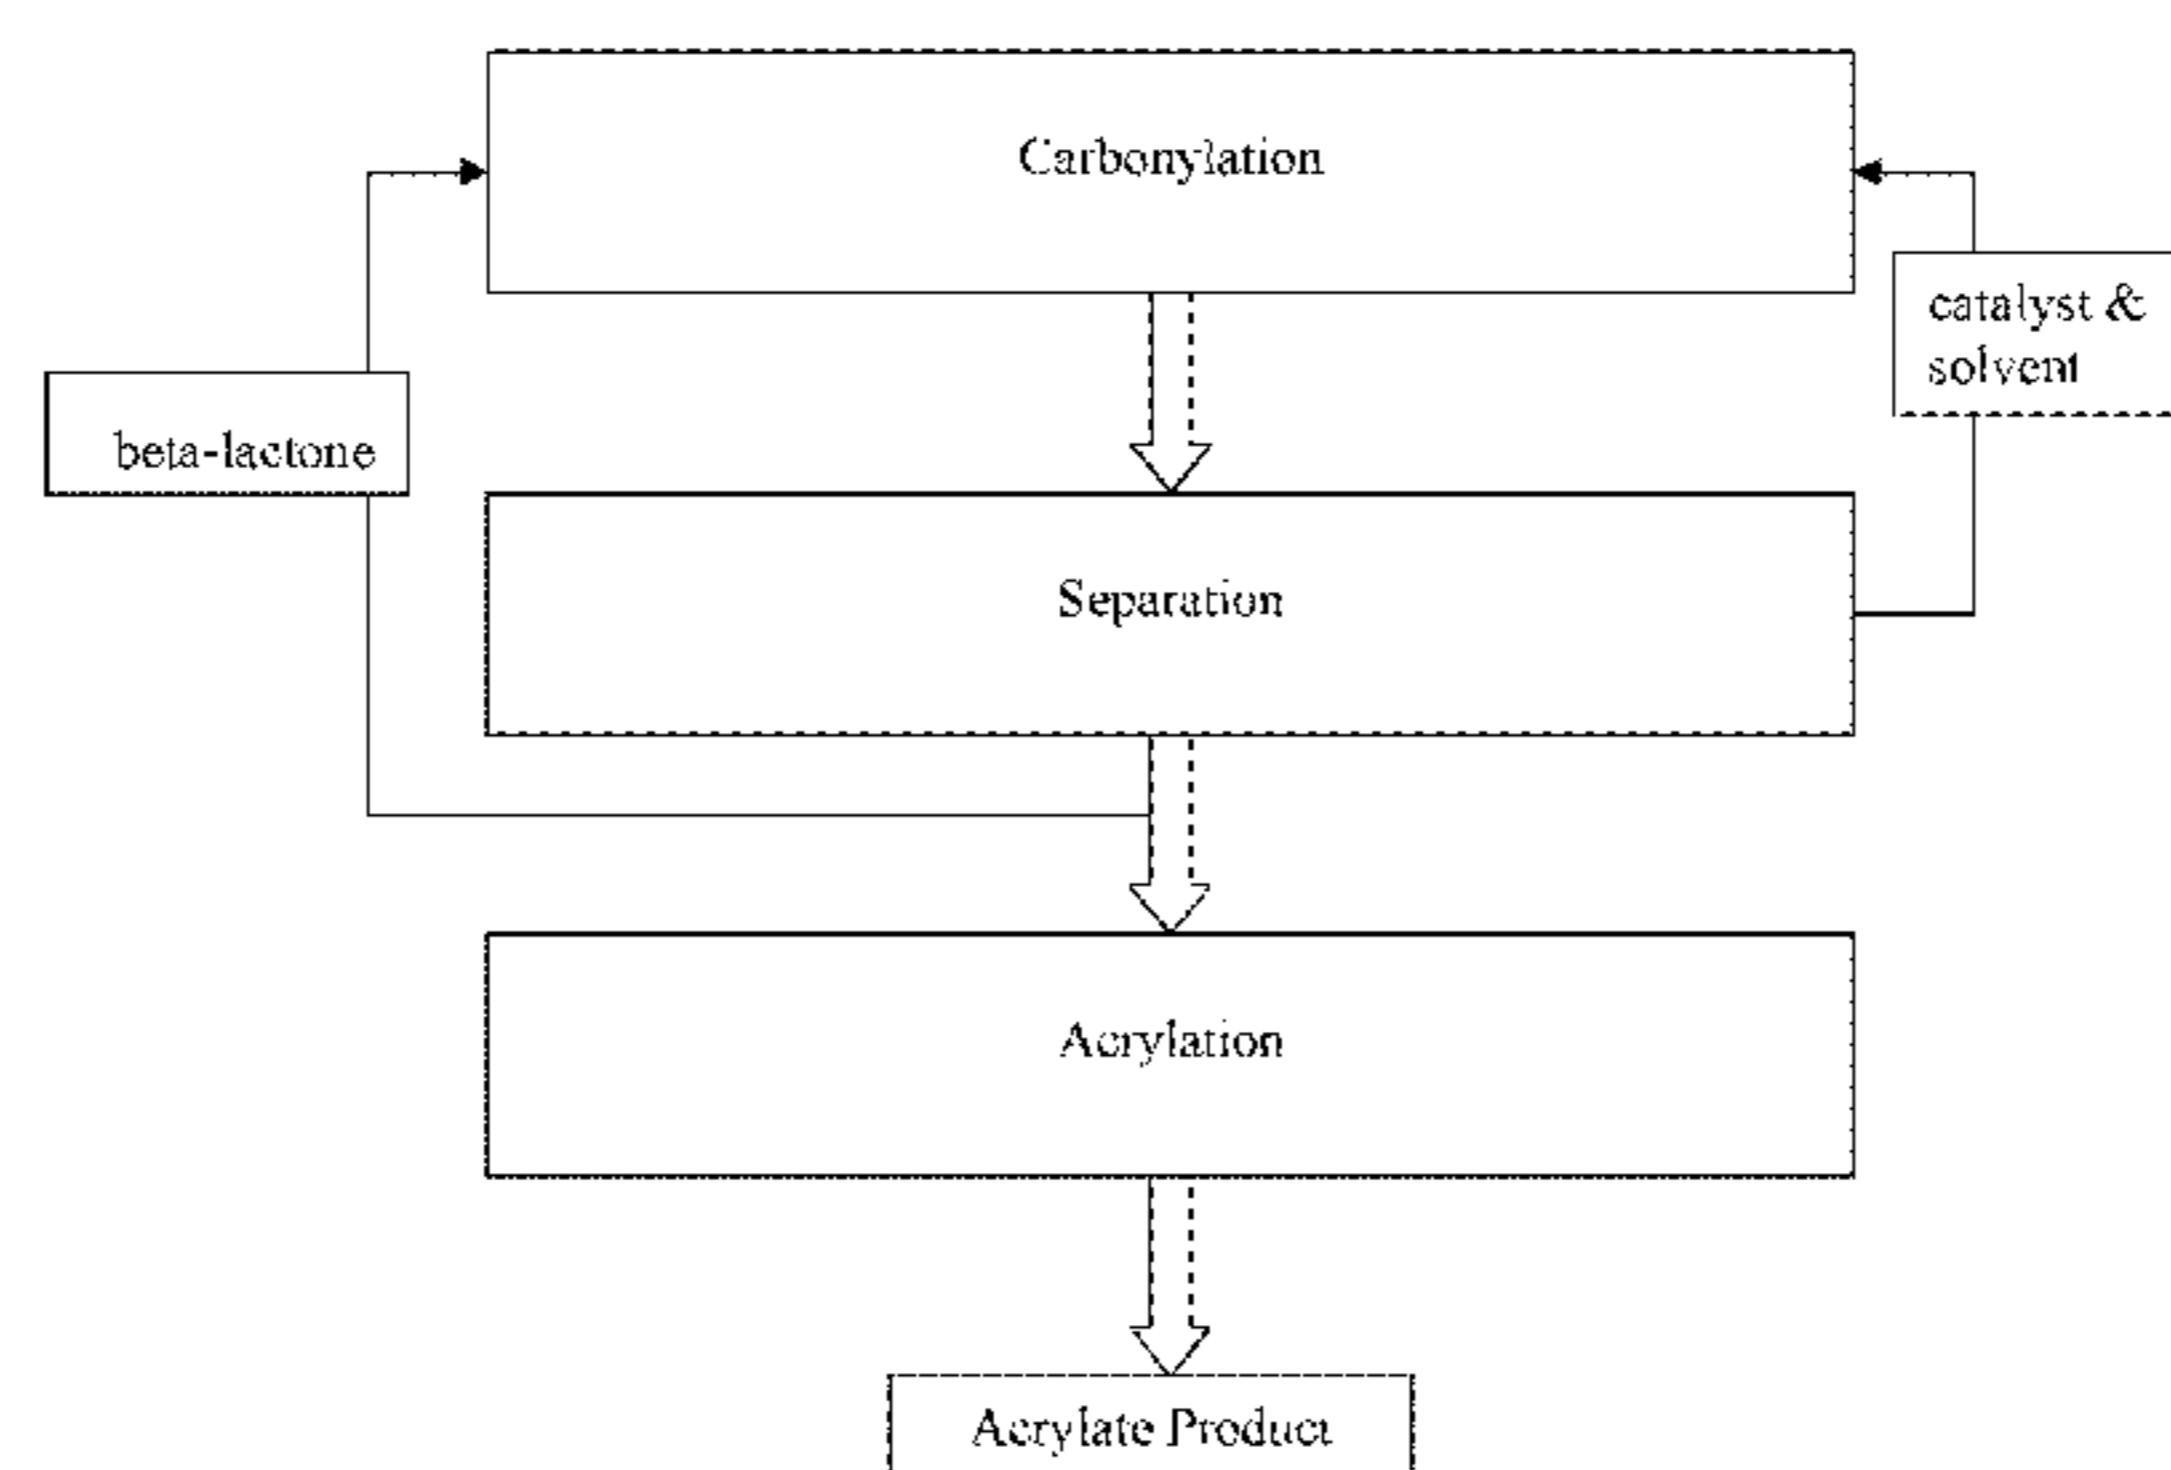 Carbonylation
catalyst &
solvent
beta-lactone
Separation
Acrylation
Acrylate Product